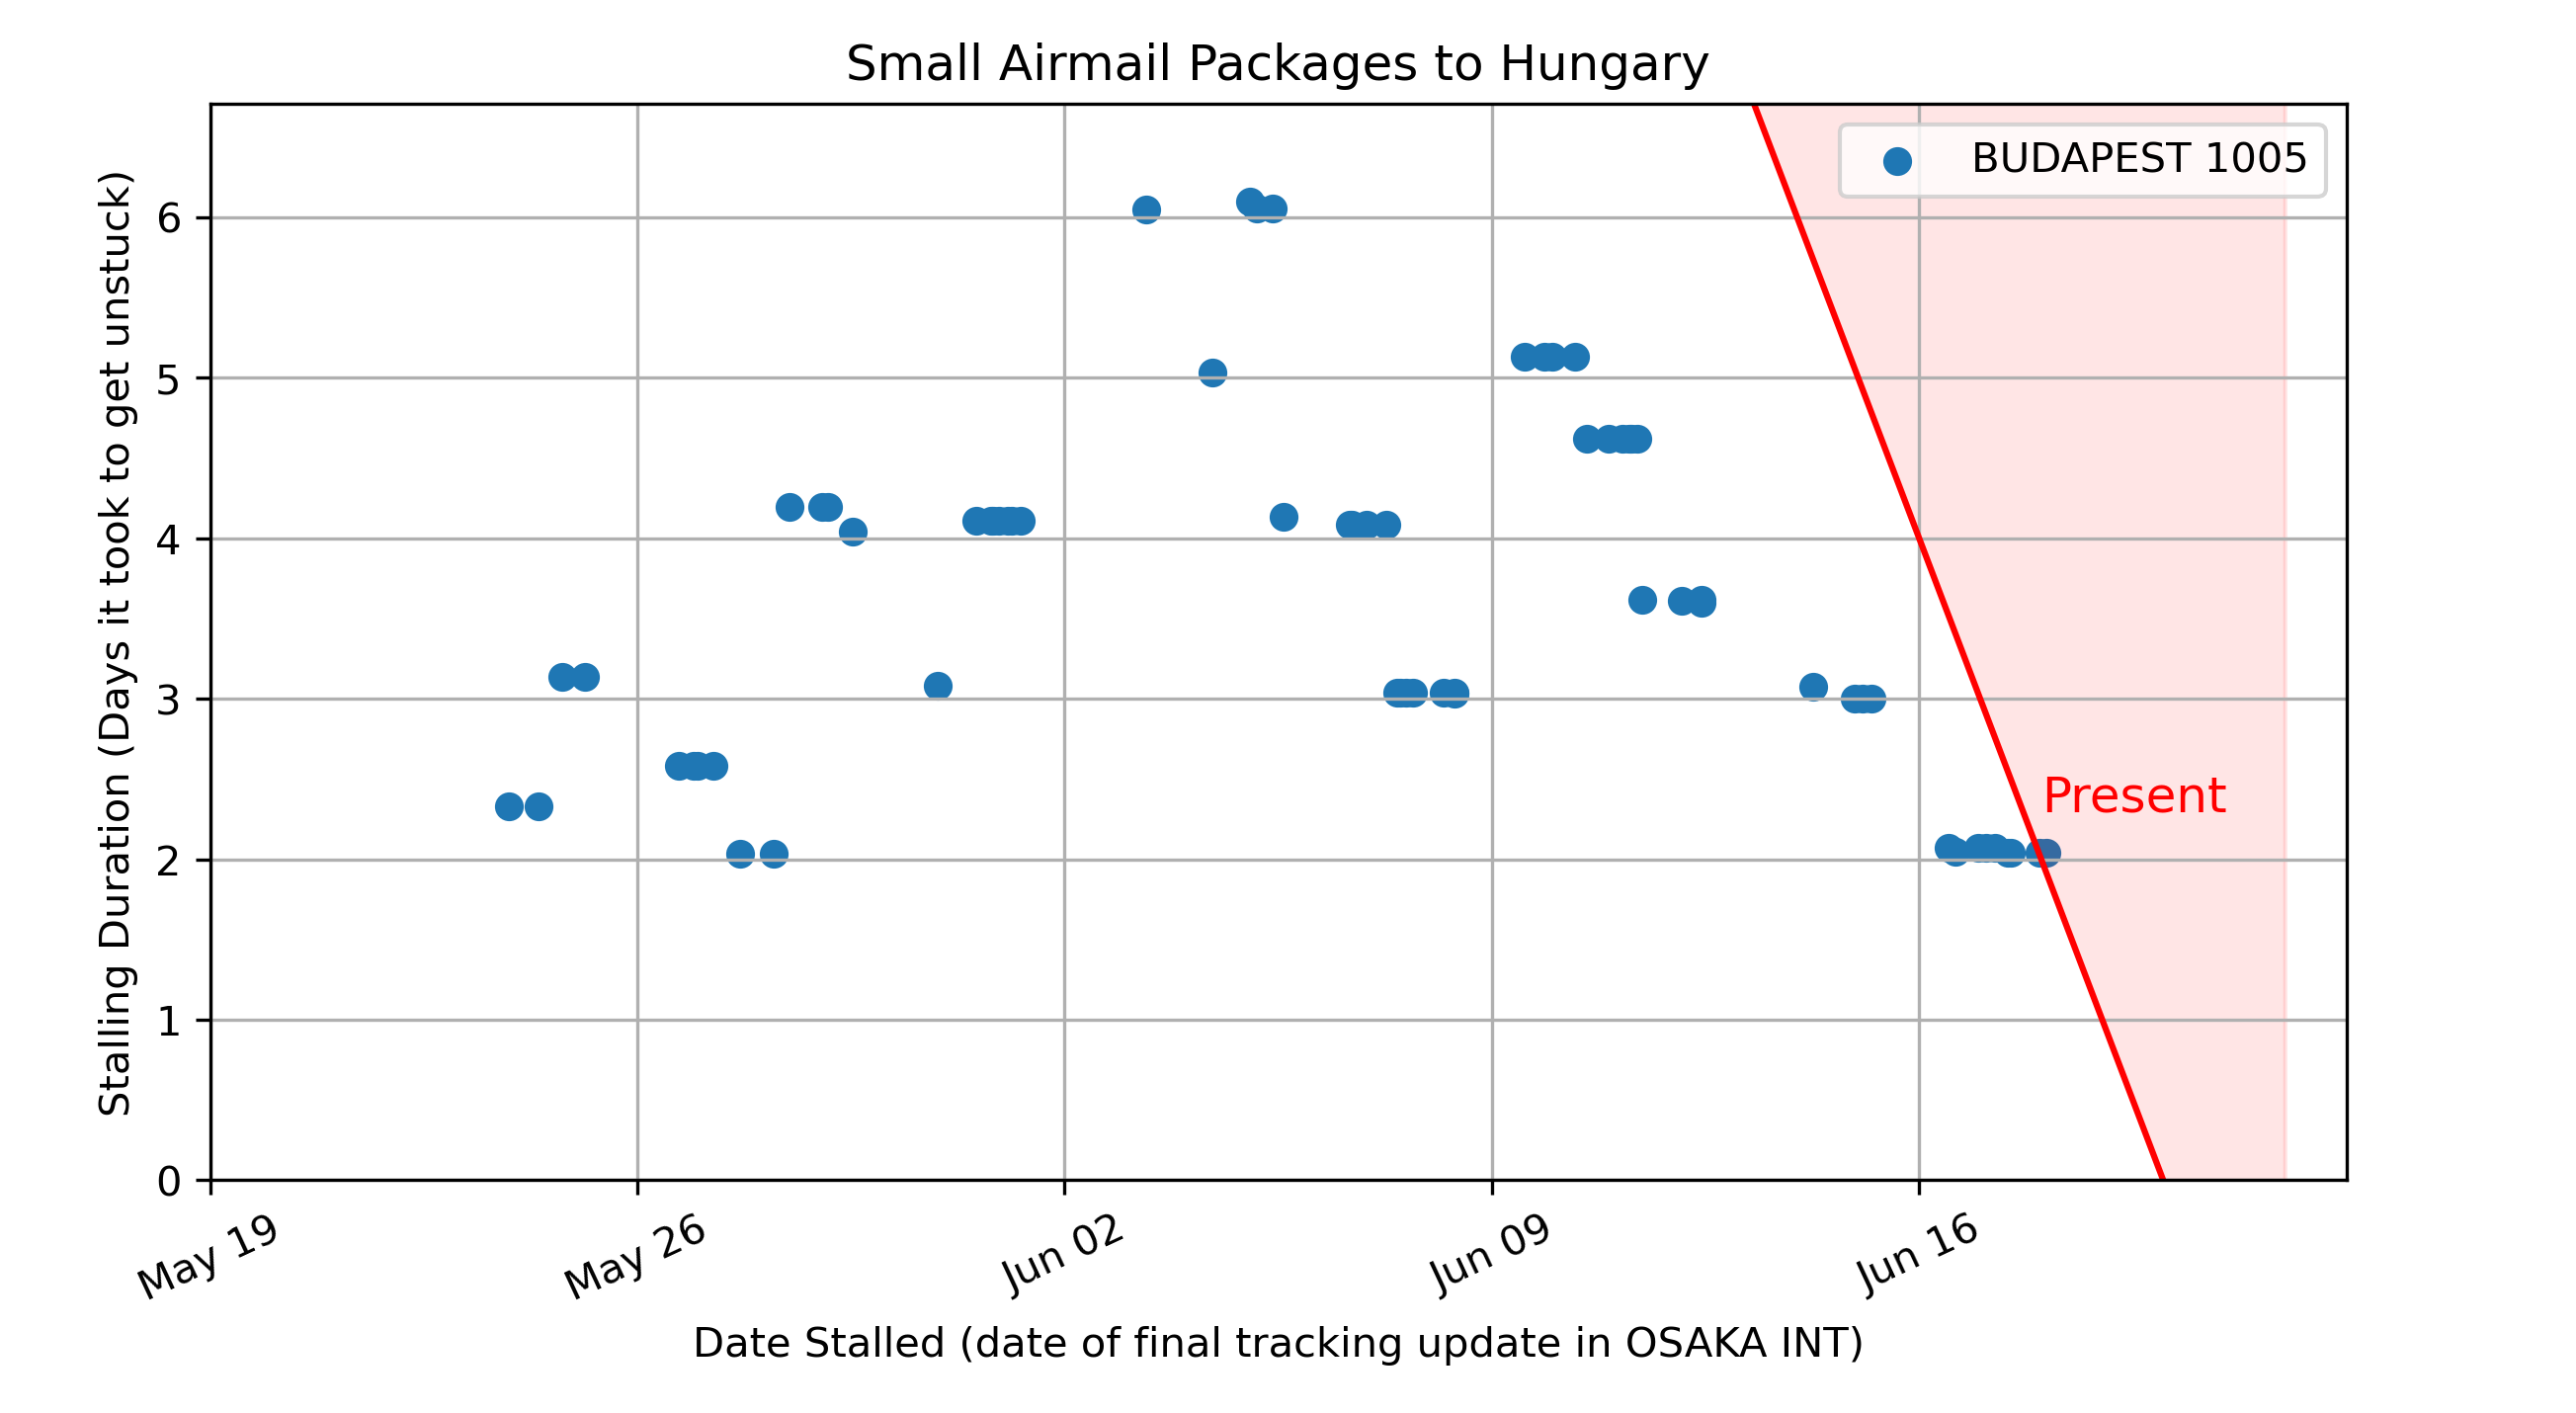 Small Airmail Packages to Hungary
BUDAPEST 1005
Stalling Duration (Days it took to get unstuck)
6
5
4
3
2
1
0
Present
May 19
May 26
Jun 02
Jun 09
Jun 16
Date Stalled (date of final tracking update in OSAKA INT)